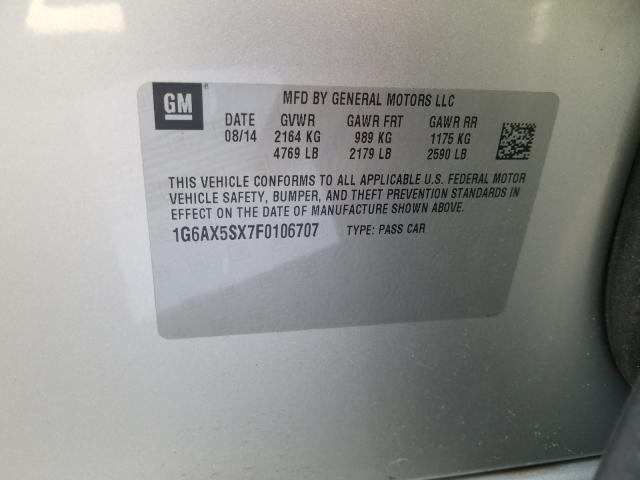 GM
MFD BY GENERAL MOTORS LLC
DATE GVWR GAWR FRT GAWR RR
08/14 2164 KG 989 KG 1175 KG
4769 LB 2179 LB 2590 LB
THIS VEHICLE CONFORMS TO ALL APPLICABLE U.S. FEDERAL MOTOR
VEHICLE SAFETY, BUMPER, AND THEFT PREVENTION STANDARDS IN
EFFECT ON THE DATE OF MANUFACTURE SHOWN ABOVE.
1G6AX5SX7F0106707 TYPE: PASS CAR